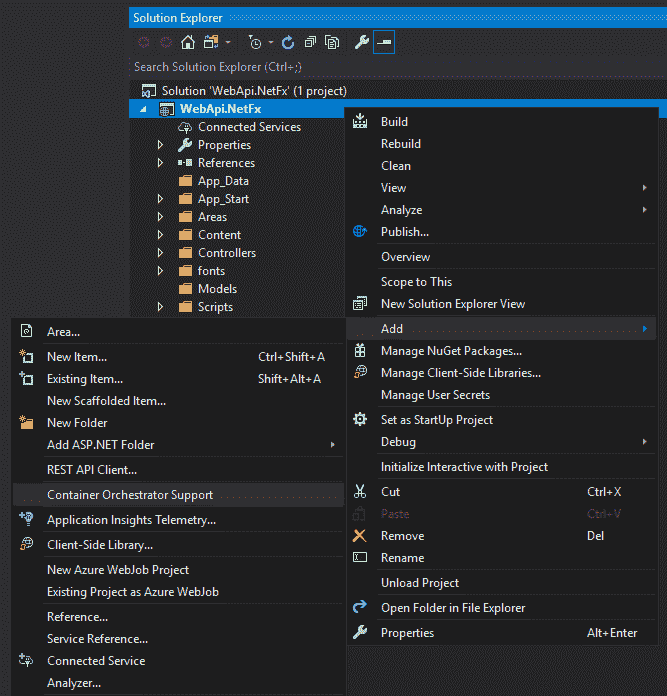 Solution Explorer
Search Solution Explorer (Ctrl+;)
Solution 'WebApi.NetFx' (1 project)
WebApi.NetFx
Connected Services
Properties
References
App_Data
App_Start
Areas
Content
Controllers
fonts
Models
Scripts
Build
Rebuild
Clean
View
Analyze
Publish...
Overview
Scope to This
New Solution Explorer View
Add
Manage NuGet Packages...
Manage Client-Side Libraries...
Manage User Secrets
Set as StartUp Project
Debug
Initialize Interactive with Project
Cut Ctrl+X
Paste Ctrl+V
Remove Del
Rename
Unload Project
Open Folder in File Explorer
Properties Alt+Enter
Area...
New Item... Ctrl+Shift+A
Existing Item... Shift+Alt+A
New Scaffolded Item...
New Folder
Add ASP.NET Folder
REST API Client...
Container Orchestrator Support
Application Insights Telemetry...
Client-Side Library...
New Azure WebJob Project
Existing Project as Azure WebJob
Reference...
Service Reference...
Connected Service
Analyzer...